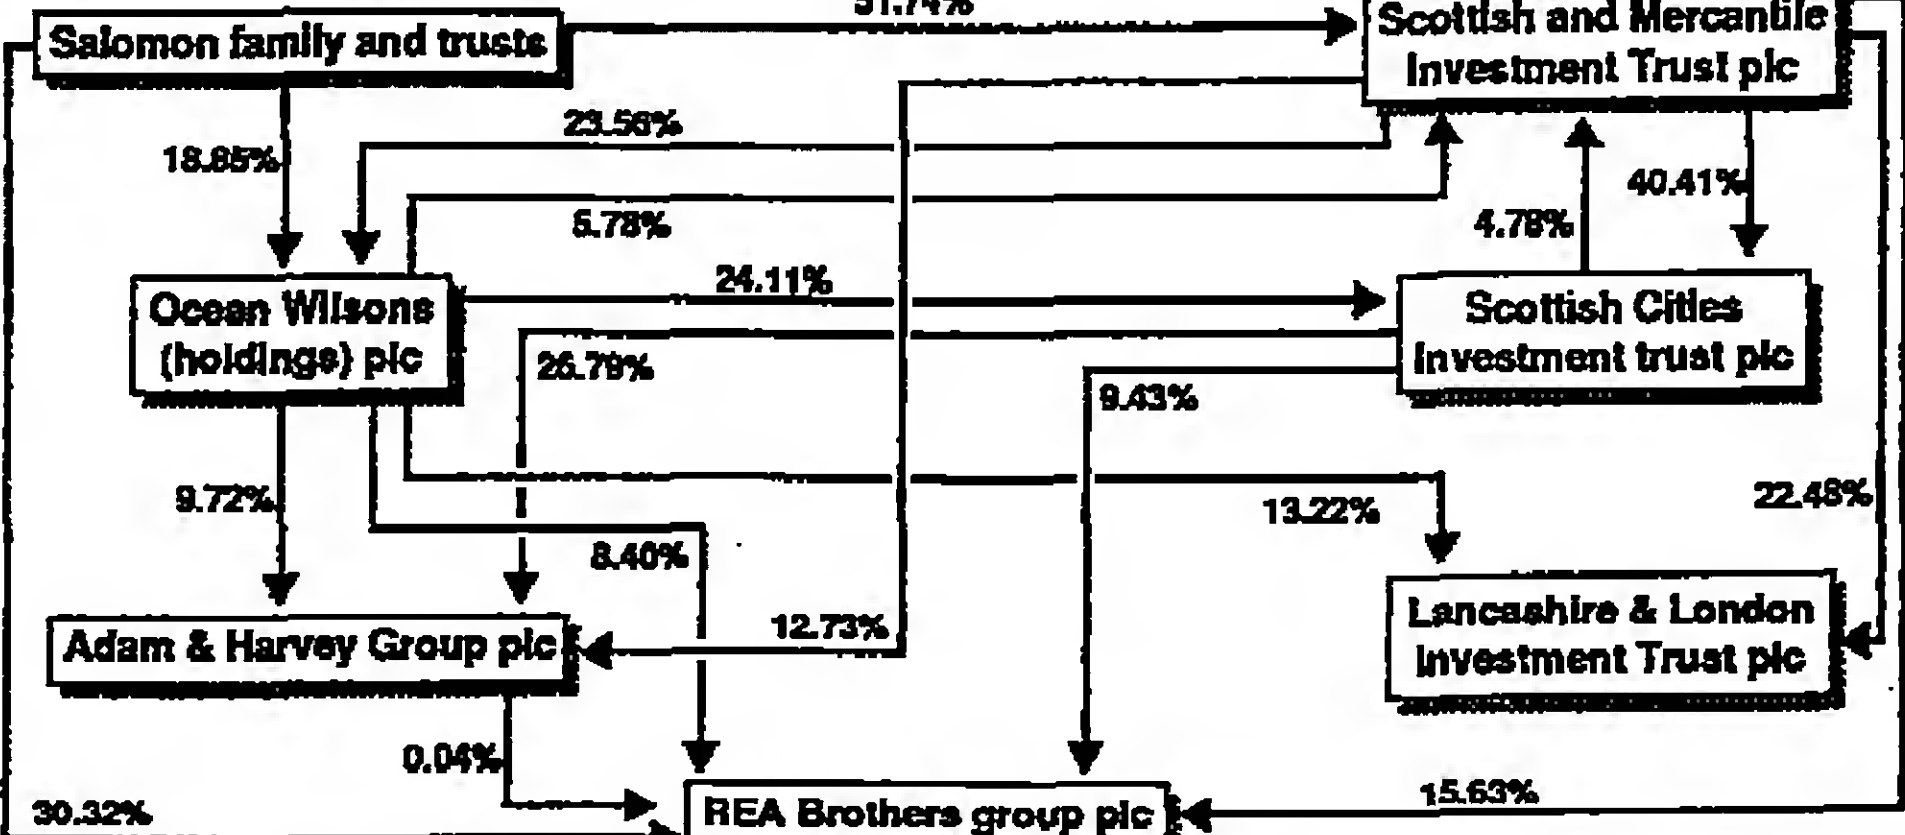 51.74%
Salomon family and trusts
Scottish and Mercantile
Investment Trust plc
23.56%
18.85%
5.78%
4.78%
40.41%
24.11%
Ocean Wilsons
(holdings) plc
Scottish Cities
Investment trust plc
26.79%
9.43%
9.72%
13.22%
22.48%
8.40%
Adam & Harvey Group plc
12.73%
Lancashire & London
Investment Trust plc
0.04%
30.32%
REA Brothers group plc
15.63%